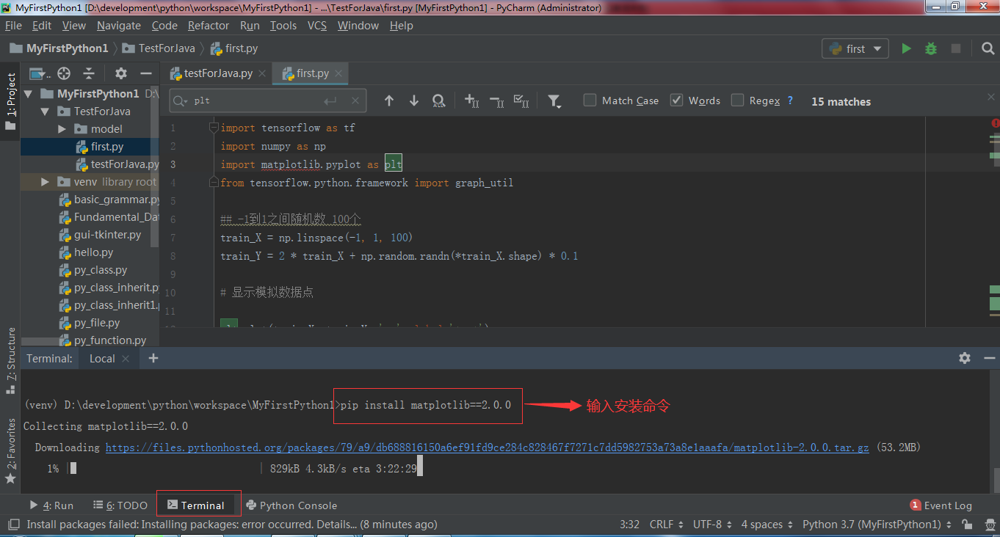 MyFirstPython1 [D:\development\python\workspace\MyFirstPython1] - ...\TestForJava\first.py [MyFirstPython1] - PyCharm (Administrator)
File Edit View Navigate Code Refactor Run Tools VCS Window Help
MyFirstPython1 TestForJava first.py first
1: Project
testForJava.py first.py
MyFirstPython1 D:\
TestForJava
model
first.py
testForJava.py
venv library root
basic_grammar.py
Fundamental_Dat
gui-tkinter.py
hello.py
py_class.py
py_class_inherit.py
py_class_inherit1.
py_file.py
py_function.py
plt Match Case Words Regex ? 15 matches
1 import tensorflow as tf
2 import numpy as np
3 import matplotlib.pyplot as plt
4 from tensorflow.python.framework import graph_util
5
6 ## -1到1之间随机数 100个
7 train_X = np.linspace(-1, 1, 100)
8 train_Y = 2 * train_X + np.random.randn(*train_X.shape) * 0.1
9
10 # 显示模拟数据点
11
7: Structure
2: Favorites
Terminal: Local +
(venv) D:\development\python\workspace\MyFirstPython1>pip install matplotlib==2.0.0
输入安装命令
Collecting matplotlib==2.0.0
Downloading https://files.pythonhosted.org/packages/79/a9/db688816150a6ef91fd9ce284c828467f7271c7dd5982753a73a8e1aaafa/matplotlib-2.0.0.tar.gz (53.2MB)
1% | | 829kB 4.3kB/s eta 3:22:29
4: Run 6: TODO Terminal Python Console 1 Event Log
Install packages failed: Installing packages: error occurred. Details... (8 minutes ago) 3:32 CRLF UTF-8 4 spaces Python 3.7 (MyFirstPython1)